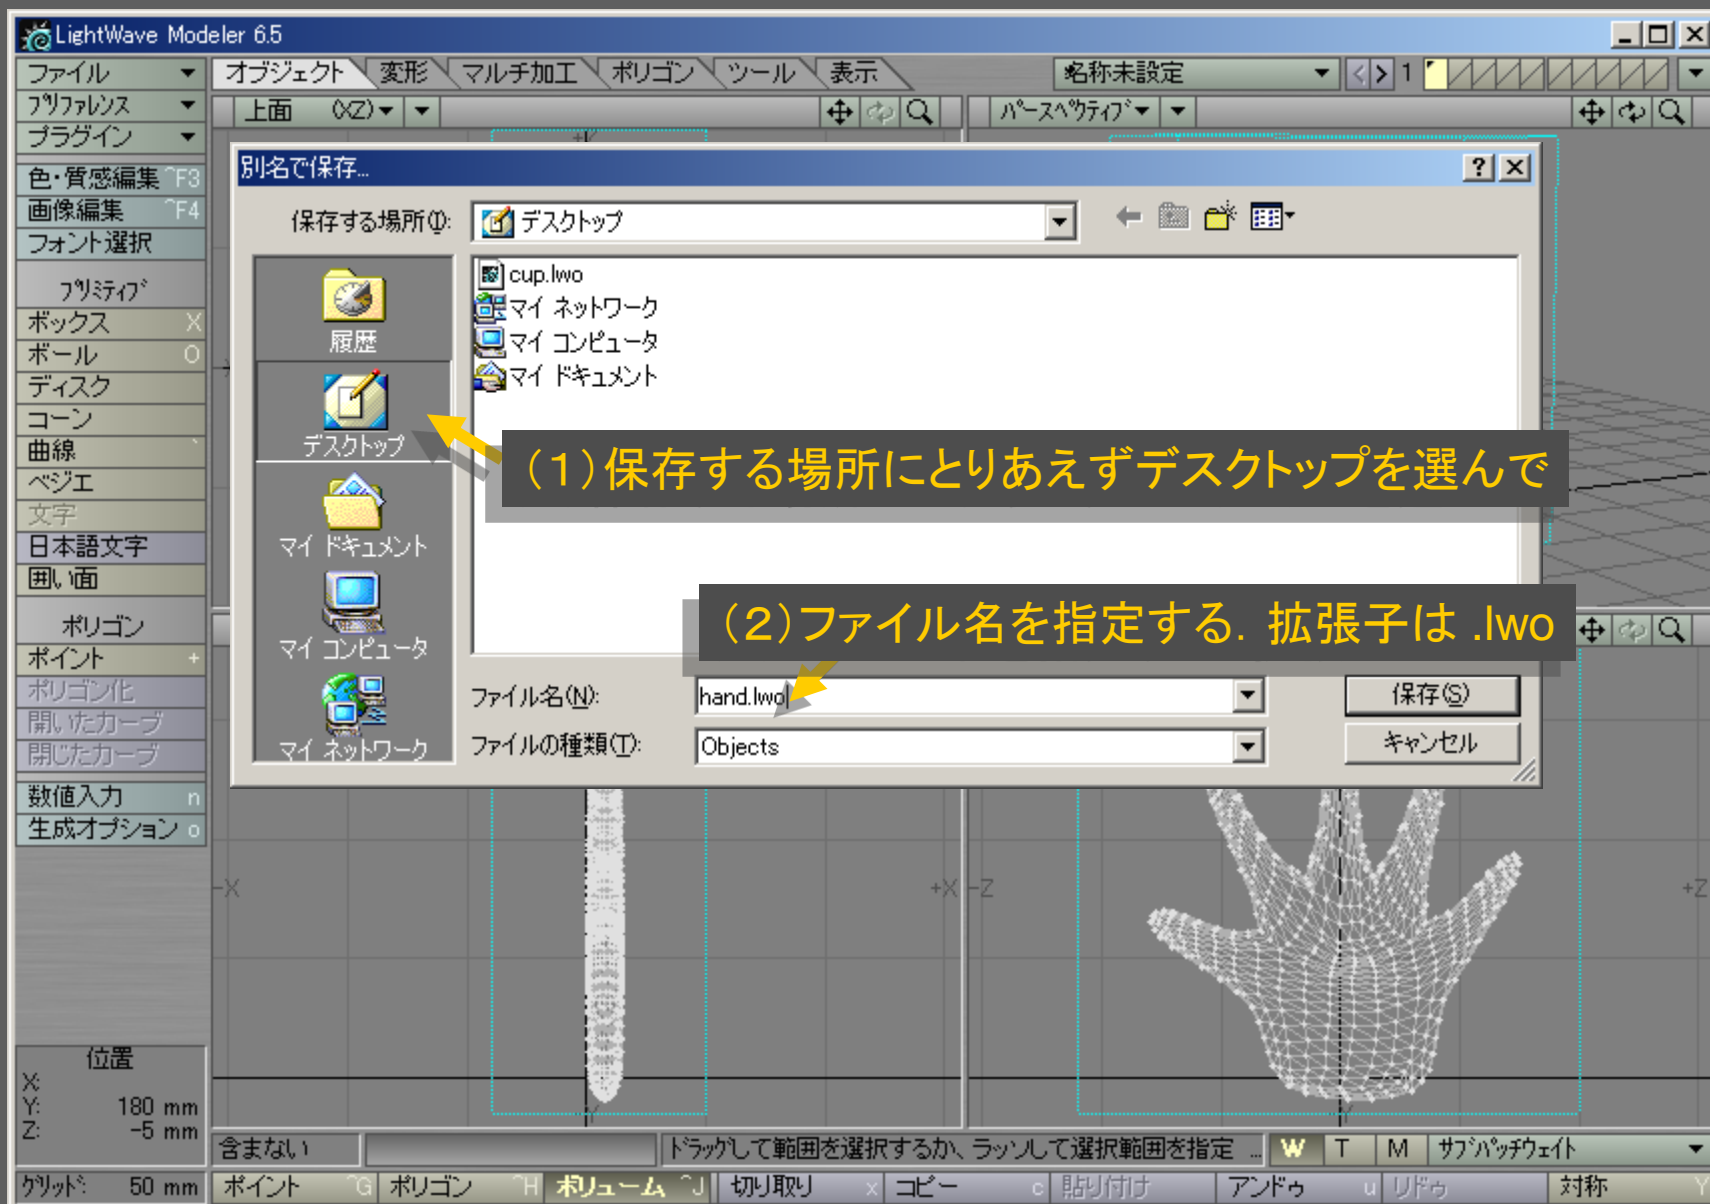 LightWave Modeler 6.5
ファイル
オブジェクト 変形 マルチ加工 ポリゴン ツール 表示
名称未設定 1
プリファレンス
上面 (XZ)
パースペクティブ
プラグイン
色・質感編集 ^F3
画像編集 ^F4
フォント選択
プリミティブ
ボックス X
ボール O
ディスク
コーン
曲線 `
ベジエ
文字
日本語文字
囲い面
ポリゴン
ポイント +
ポリゴン化
開いたカーブ
閉じたカーブ
数値入力 n
生成オプション o
別名で保存...
保存する場所(I):
デスクトップ
cup.lwo
マイ ネットワーク
マイ コンピュータ
マイ ドキュメント
履歴
デスクトップ
マイ ドキュメント
マイ コンピュータ
マイ ネットワーク
（1）保存する場所にとりあえずデスクトップを選んで
（2）ファイル名を指定する．拡張子は .lwo
ファイル名(N):
hand.lwo
保存(S)
ファイルの種類(T):
Objects
キャンセル
-X
+X
-Z
+Z
Y
Y
位置
X:
Y: 180 mm
Z: -5 mm
含まない
ドラッグして範囲を選択するか、ラッソして選択範囲を指定 ...
W T M サブパッチウェイト
グリッド: 50 mm
ポイント ^G ポリゴン ^H ボリューム ^J 切り取り x コピー c 貼り付け v アンドゥ u リドゥ 対称 Y